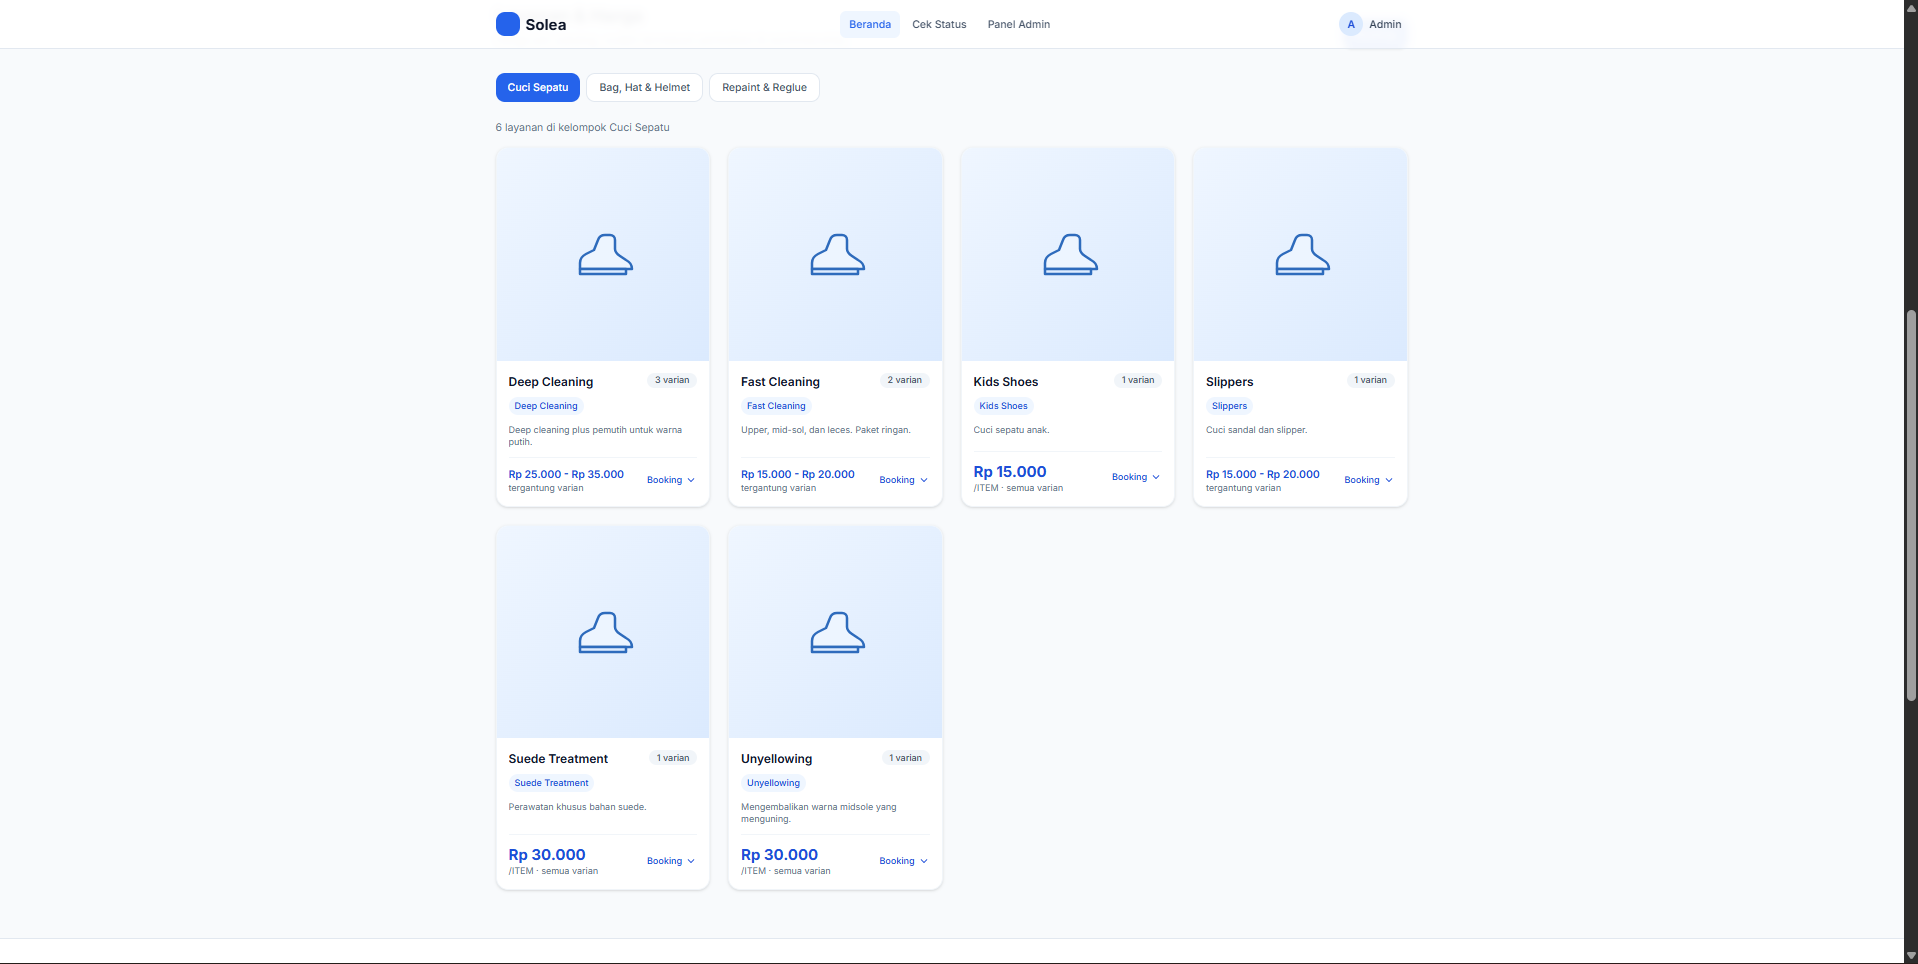 Solea
Beranda
Cek Status
Panel Admin
A
Admin
Cuci Sepatu
Bag, Hat & Helmet
Repaint & Reglue
6 layanan di kelompok Cuci Sepatu
Deep Cleaning
3 varian
Deep Cleaning
Deep cleaning plus pemutih untuk warna
putih.
Rp 25.000 - Rp 35.000
tergantung varian
Booking
Fast Cleaning
2 varian
Fast Cleaning
Upper, mid-sol, dan leces. Paket ringan.
Rp 15.000 - Rp 20.000
tergantung varian
Booking
Kids Shoes
1 varian
Kids Shoes
Cuci sepatu anak.
Rp 15.000
/ITEM · semua varian
Booking
Slippers
1 varian
Slippers
Cuci sandal dan slipper.
Rp 15.000 - Rp 20.000
tergantung varian
Booking
Suede Treatment
1 varian
Suede Treatment
Perawatan khusus bahan suede.
Rp 30.000
/ITEM · semua varian
Booking
Unyellowing
1 varian
Unyellowing
Mengembalikan warna midsole yang
menguning.
Rp 30.000
/ITEM · semua varian
Booking